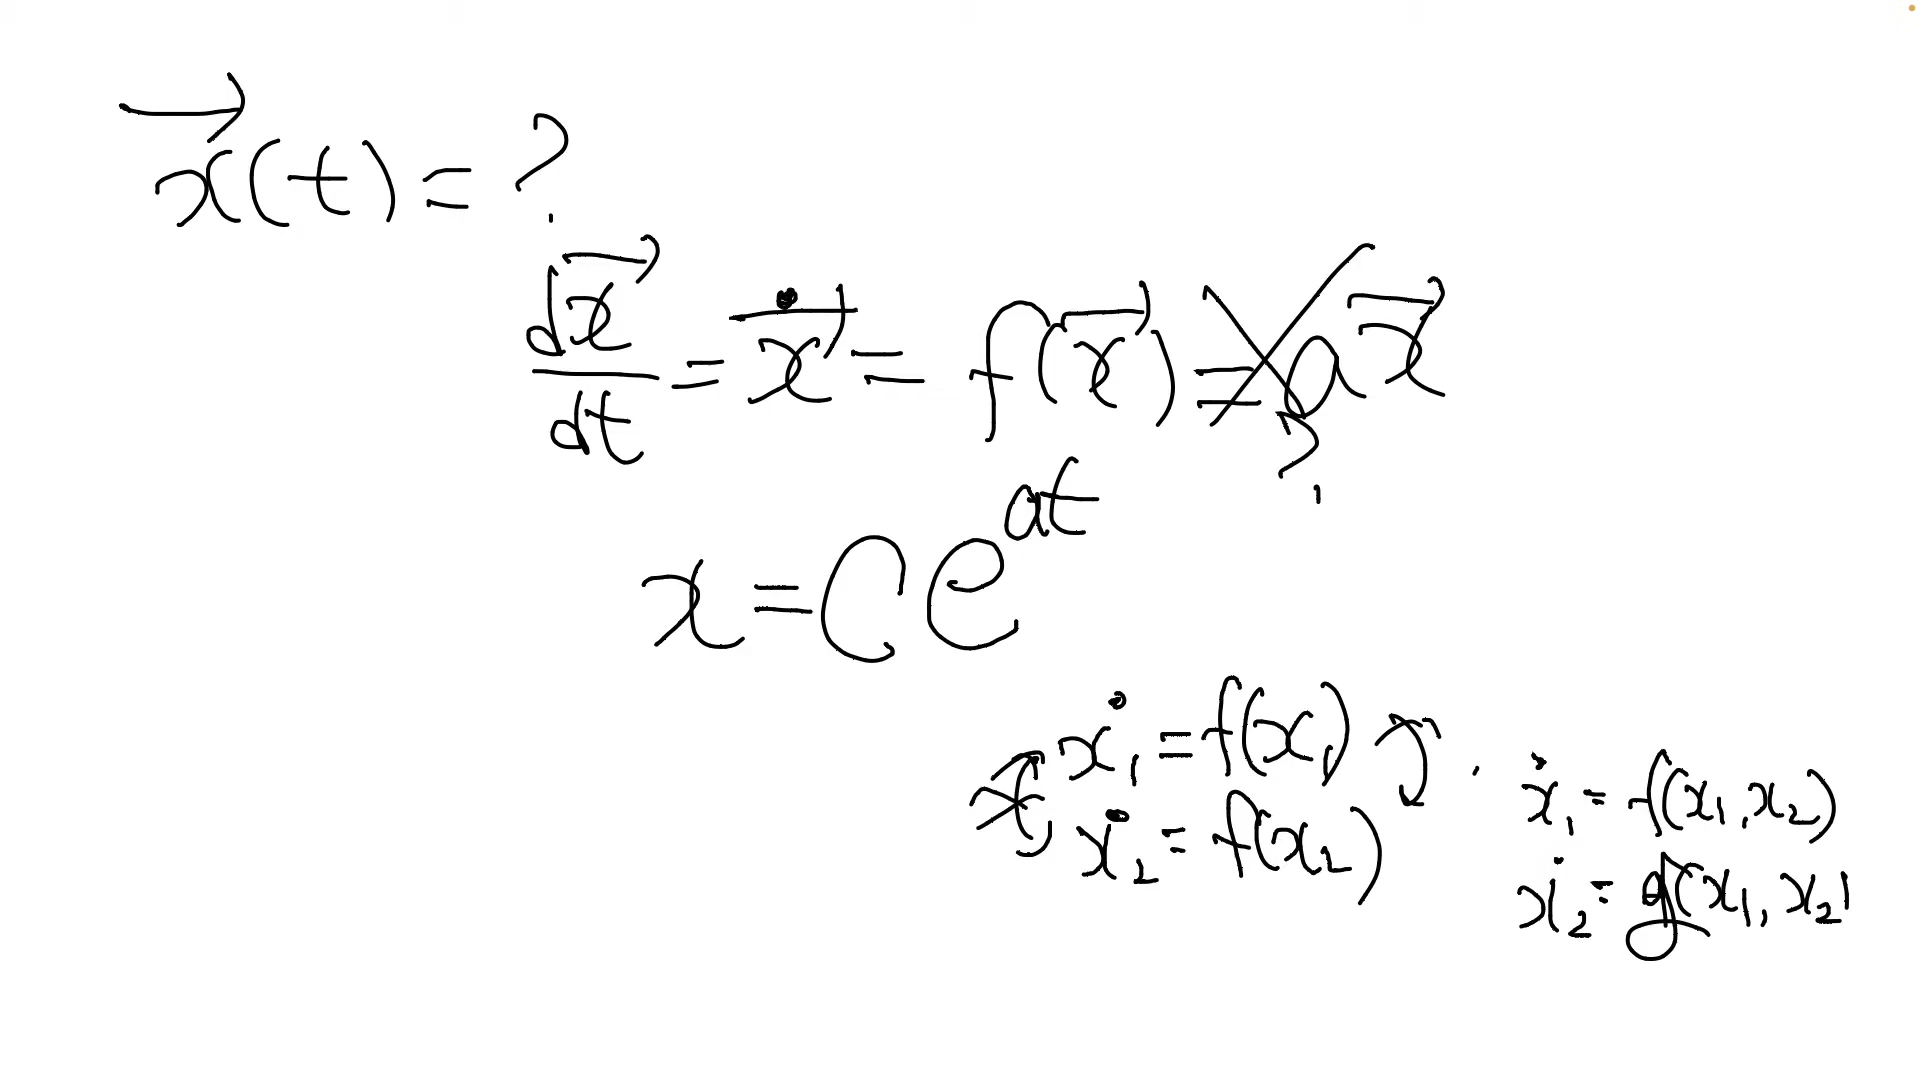 x⃗(t) = ?
dx⃗/dt = ẋ⃗ = f(x⃗) = ax⃗
?
x = Ce^{at}
ẋ₁ = f(x₁)
ẋ₂ = f(x₂)
ẋ₁ = f(x₁, x₂)
ẋ₂ = g(x₁, x₂)